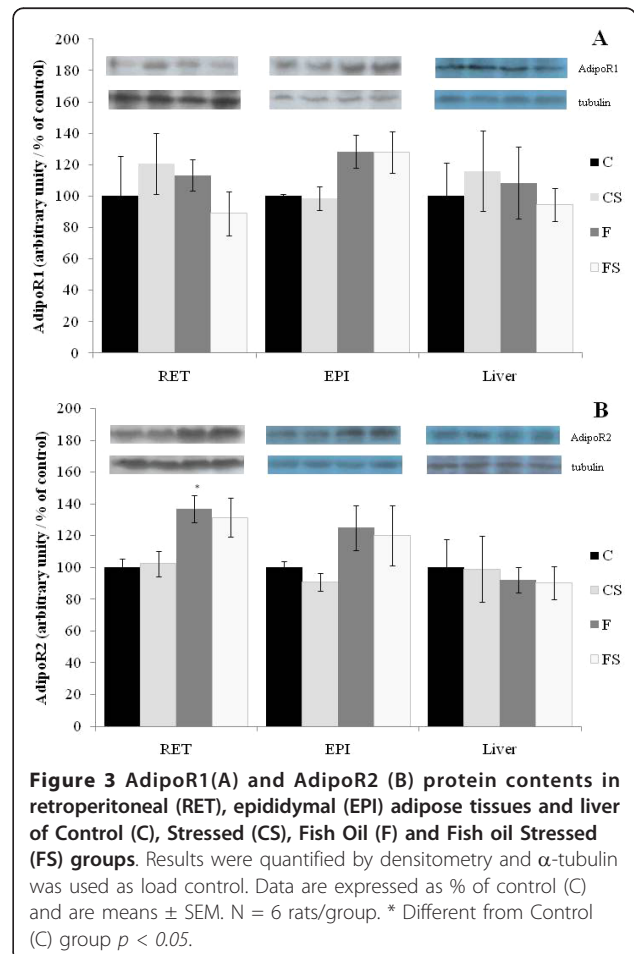 A
200
180
160
140
120
100
80
60
40
20
0
AdipoR1 (arbitrary unity / % of control)
AdipoR1
tubulin
C
CS
F
FS
RET EPI Liver
B
200
180
160
140
120
100
80
60
40
20
0
AdipoR2 (arbitrary unity / % of control)
AdipoR2
tubulin
*
C
CS
F
FS
RET EPI Liver
Figure 3 AdipoR1(A) and AdipoR2 (B) protein contents in
retroperitoneal (RET), epididymal (EPI) adipose tissues and liver
of Control (C), Stressed (CS), Fish Oil (F) and Fish oil Stressed
(FS) groups. Results were quantified by densitometry and α-tubulin
was used as load control. Data are expressed as % of control (C)
and are means ± SEM. N = 6 rats/group. * Different from Control
(C) group p < 0.05.